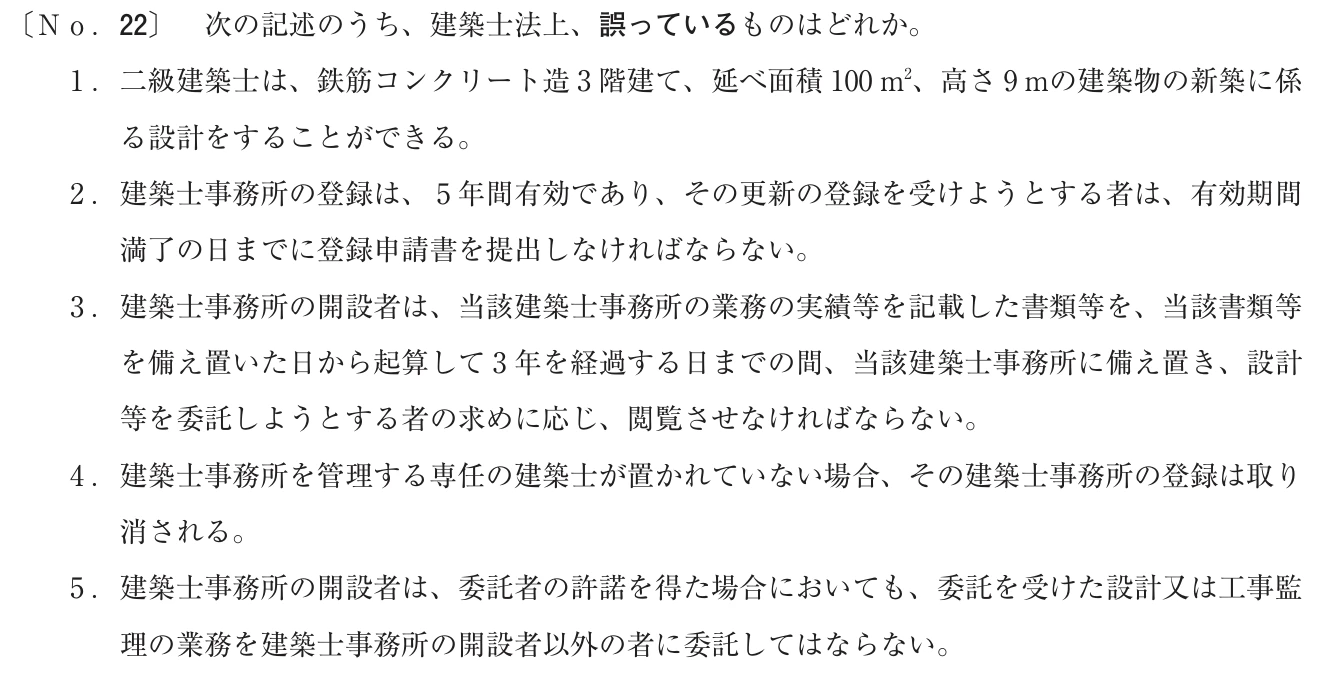 〔Ｎｏ．22〕　次の記述のうち、建築士法上、誤っているものはどれか。
１．二級建築士は、鉄筋コンクリート造３階建て、延べ面積 100 m²、高さ９mの建築物の新築に係
る設計をすることができる。
２．建築士事務所の登録は、５年間有効であり、その更新の登録を受けようとする者は、有効期間
満了の日までに登録申請書を提出しなければならない。
３．建築士事務所の開設者は、当該建築士事務所の業務の実績等を記載した書類等を、当該書類等
を備え置いた日から起算して３年を経過する日までの間、当該建築士事務所に備え置き、設計
等を委託しようとする者の求めに応じ、閲覧させなければならない。
４．建築士事務所を管理する専任の建築士が置かれていない場合、その建築士事務所の登録は取り
消される。
５．建築士事務所の開設者は、委託者の許諾を得た場合においても、委託を受けた設計又は工事監
理の業務を建築士事務所の開設者以外の者に委託してはならない。